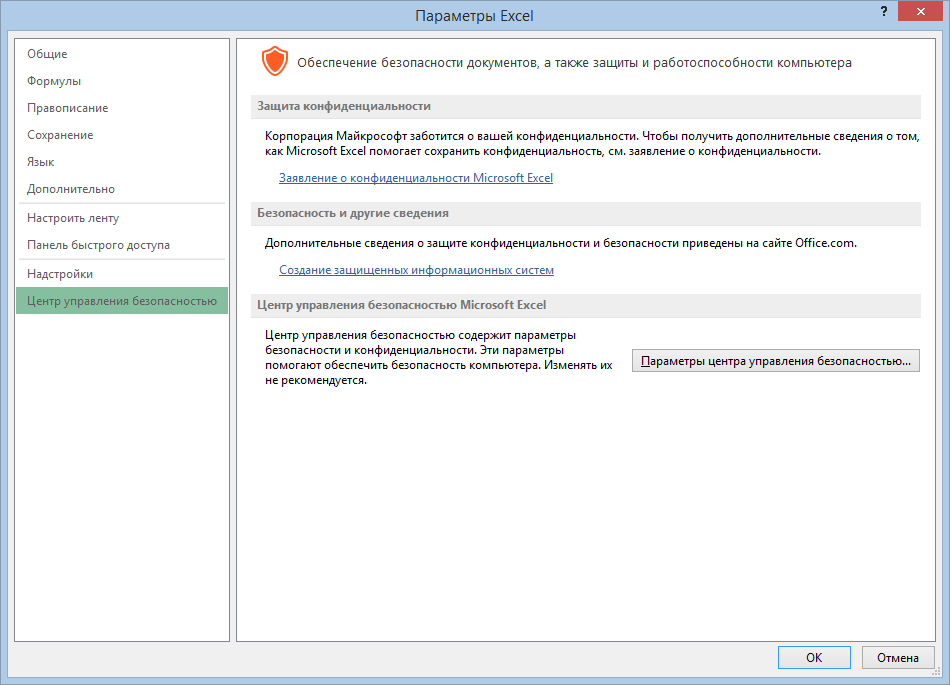 Параметры Excel
?
Общие
Формулы
Правописание
Сохранение
Язык
Дополнительно
Настроить ленту
Панель быстрого доступа
Надстройки
Центр управления безопасностью
Обеспечение безопасности документов, а также защиты и работоспособности компьютера
Защита конфиденциальности
Корпорация Майкрософт заботится о вашей конфиденциальности. Чтобы получить дополнительные сведения о том,
как Microsoft Excel помогает сохранить конфиденциальность, см. заявление о конфиденциальности.
Заявление о конфиденциальности Microsoft Excel
Безопасность и другие сведения
Дополнительные сведения о защите конфиденциальности и безопасности приведены на сайте Office.com.
Создание защищенных информационных систем
Центр управления безопасностью Microsoft Excel
Центр управления безопасностью содержит параметры
безопасности и конфиденциальности. Эти параметры
помогают обеспечить безопасность компьютера. Изменять их
не рекомендуется.
Параметры центра управления безопасностью...
ОК
Отмена